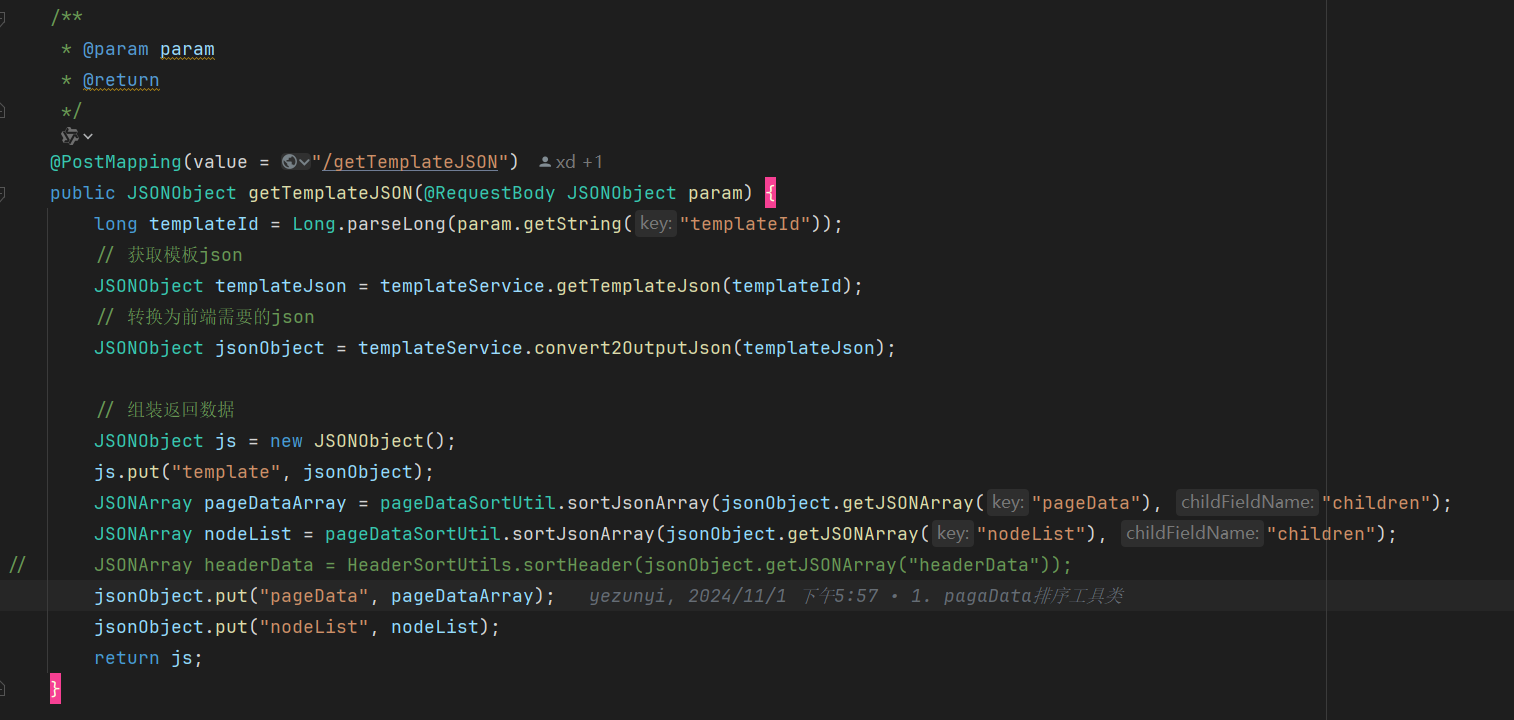 /**
 * @param param
 * @return
 */
@PostMapping(value = "/getTemplateJSON") xd +1
public JSONObject getTemplateJSON(@RequestBody JSONObject param) {
    long templateId = Long.parseLong(param.getString( key: "templateId"));
    // 获取模板json
    JSONObject templateJson = templateService.getTemplateJson(templateId);
    // 转换为前端需要的json
    JSONObject jsonObject = templateService.convert2OutputJson(templateJson);
    // 组装返回数据
    JSONObject js = new JSONObject();
    js.put("template", jsonObject);
    JSONArray pageDataArray = pageDataSortUtil.sortJsonArray(jsonObject.getJSONArray( key: "pageData"), childFieldName: "children");
    JSONArray nodeList = pageDataSortUtil.sortJsonArray(jsonObject.getJSONArray( key: "nodeList"), childFieldName: "children");
//    JSONArray headerData = HeaderSortUtils.sortHeader(jsonObject.getJSONArray("headerData"));
    jsonObject.put("pageData", pageDataArray); yezunyi, 2024/11/1 下午5:57 • 1. pagaData排序工具类
    jsonObject.put("nodeList", nodeList);
    return js;
}